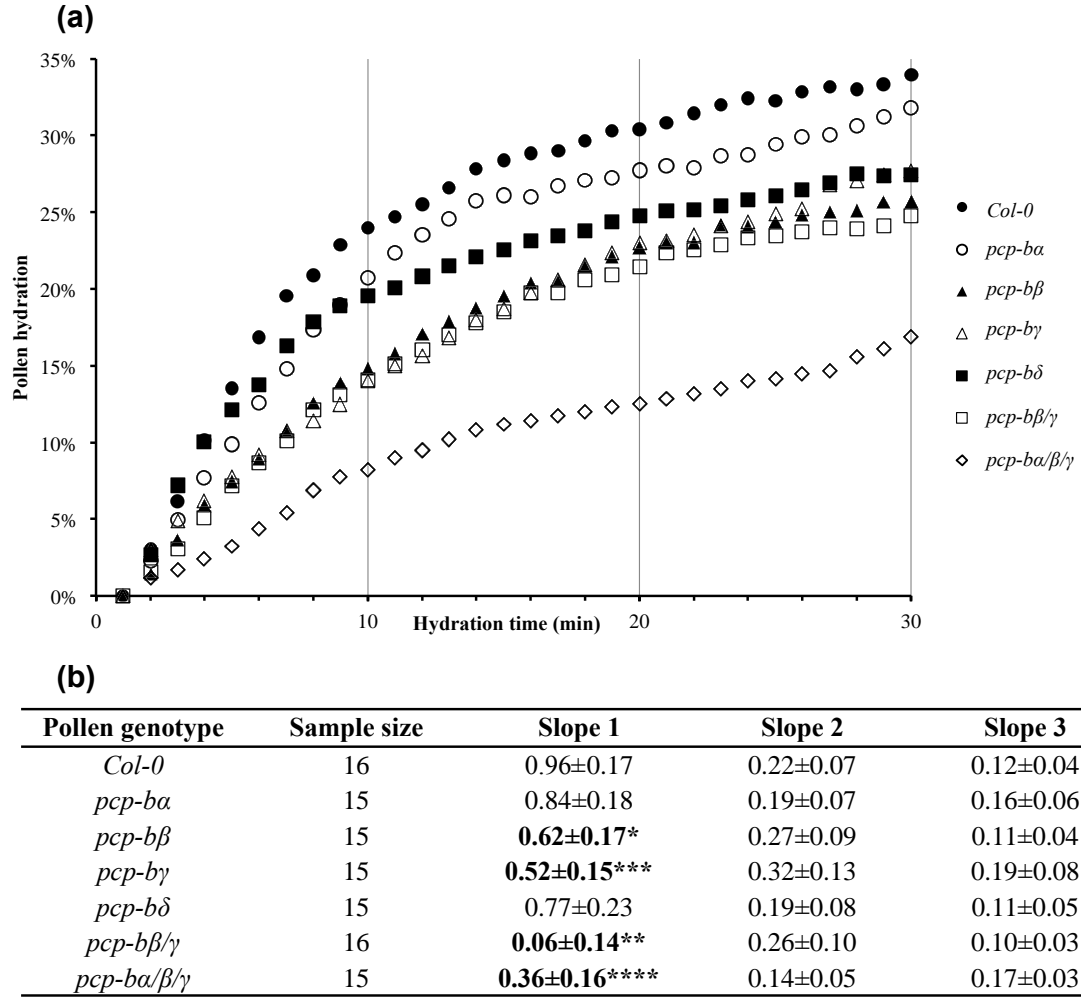 (a)
Pollen hydration
35%
30%
25%
20%
15%
10%
5%
0%
0
10
20
30
Hydration time (min)
Col-0
pcp-bα
pcp-bβ
pcp-bγ
pcp-bδ
pcp-bβ/γ
pcp-bα/β/γ
(b)
Pollen genotype Sample size Slope 1 Slope 2 Slope 3
Col-0 16 0.96±0.17 0.22±0.07 0.12±0.04
pcp-bα 15 0.84±0.18 0.19±0.07 0.16±0.06
pcp-bβ 15 0.62±0.17* 0.27±0.09 0.11±0.04
pcp-bγ 15 0.52±0.15*** 0.32±0.13 0.19±0.08
pcp-bδ 15 0.77±0.23 0.19±0.08 0.11±0.05
pcp-bβ/γ 16 0.06±0.14** 0.26±0.10 0.10±0.03
pcp-bα/β/γ 15 0.36±0.16**** 0.14±0.05 0.17±0.03